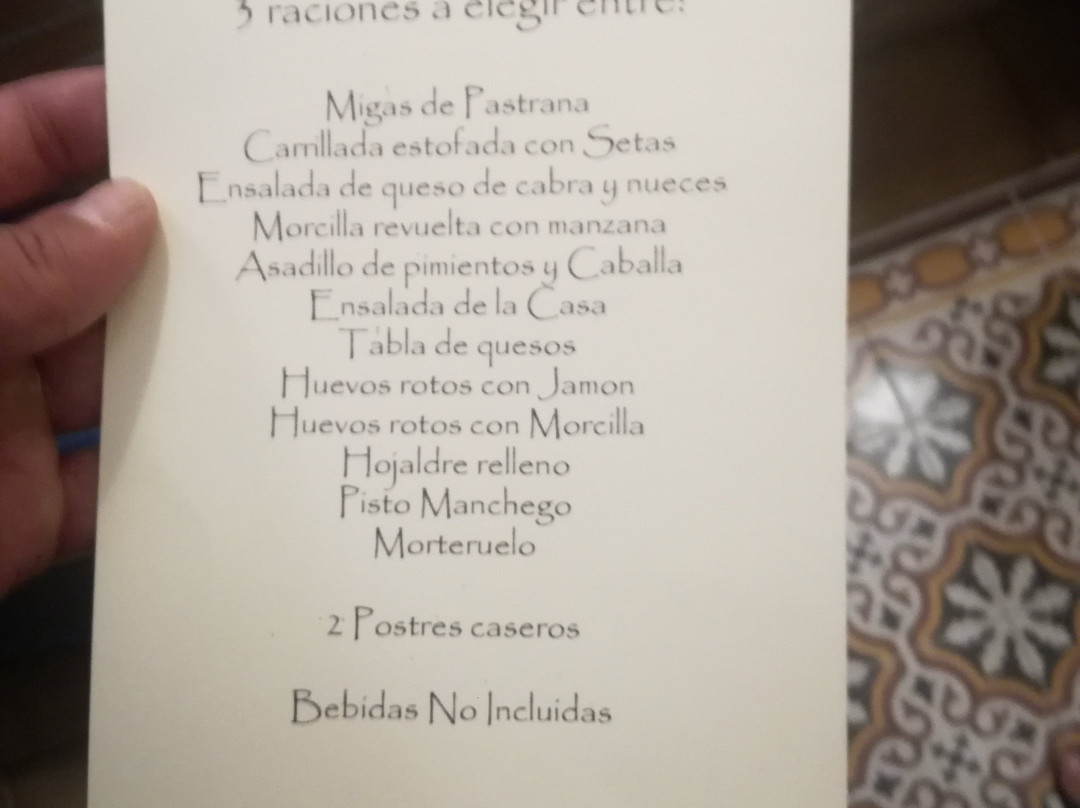 3 raciones a elegir entre:
Migas de Pastrana
Carrillada estofada con Setas
Ensalada de queso de cabra y nueces
Morcilla revuelta con manzana
Asadillo de pimientos y Caballa
Ensalada de la Casa
Tabla de quesos
Huevos rotos con Jamon
Huevos rotos con Morcilla
Hojaldre relleno
Pisto Manchego
Morteruelo
2 Postres caseros
Bebidas No Incluidas